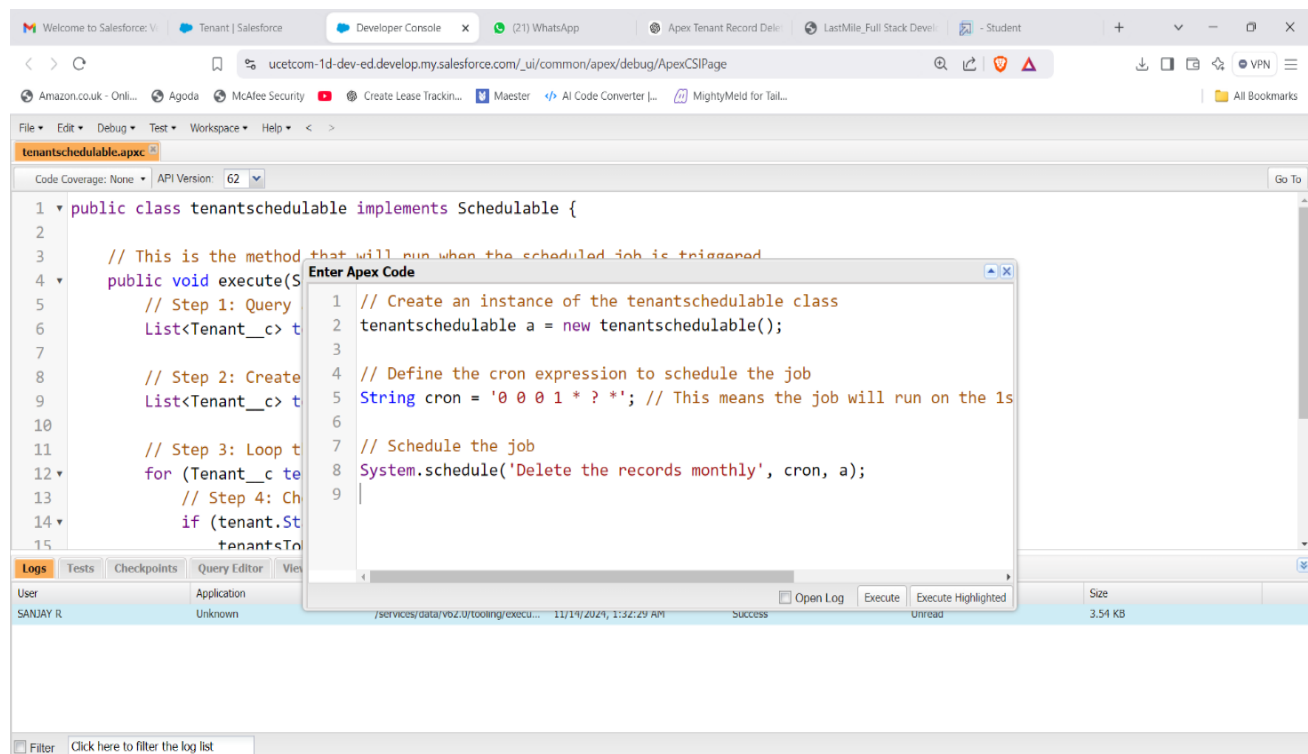 Welcome to Salesforce: V
Tenant | Salesforce
Developer Console
(21) WhatsApp
Apex Tenant Record Dele
LastMile_Full Stack Devel
- Student
ucetcom-1d-dev-ed.develop.my.salesforce.com/_ui/common/apex/debug/ApexCSIPage
VPN
Amazon.co.uk - Onli...
Agoda
McAfee Security
Create Lease Trackin...
Maester
AI Code Converter |...
MightyMeld for Tail...
All Bookmarks
File Edit Debug Test Workspace Help < >
tenantschedulable.apxc
Code Coverage: None API Version: 62
Go To
1 public class tenantschedulable implements Schedulable {
2
3 // This is the method that will run when the scheduled job is triggered
4 public void execute(S
5 // Step 1: Query
6 List<Tenant__c> t
7
8 // Step 2: Create
9 List<Tenant__c> t
10
11 // Step 3: Loop t
12 for (Tenant__c te
13 // Step 4: Ch
14 if (tenant.St
15 tenantsTo
Enter Apex Code
1 // Create an instance of the tenantschedulable class
2 tenantschedulable a = new tenantschedulable();
3
4 // Define the cron expression to schedule the job
5 String cron = '0 0 0 1 * ? *'; // This means the job will run on the 1s
6
7 // Schedule the job
8 System.schedule('Delete the records monthly', cron, a);
9
Open Log Execute Execute Highlighted
Logs Tests Checkpoints Query Editor Vie
User Application Size
SANJAY R Unknown /services/data/v62.0/tooling/execu... 11/14/2024, 1:32:29 AM Success Unread 3.54 KB
Filter Click here to filter the log list